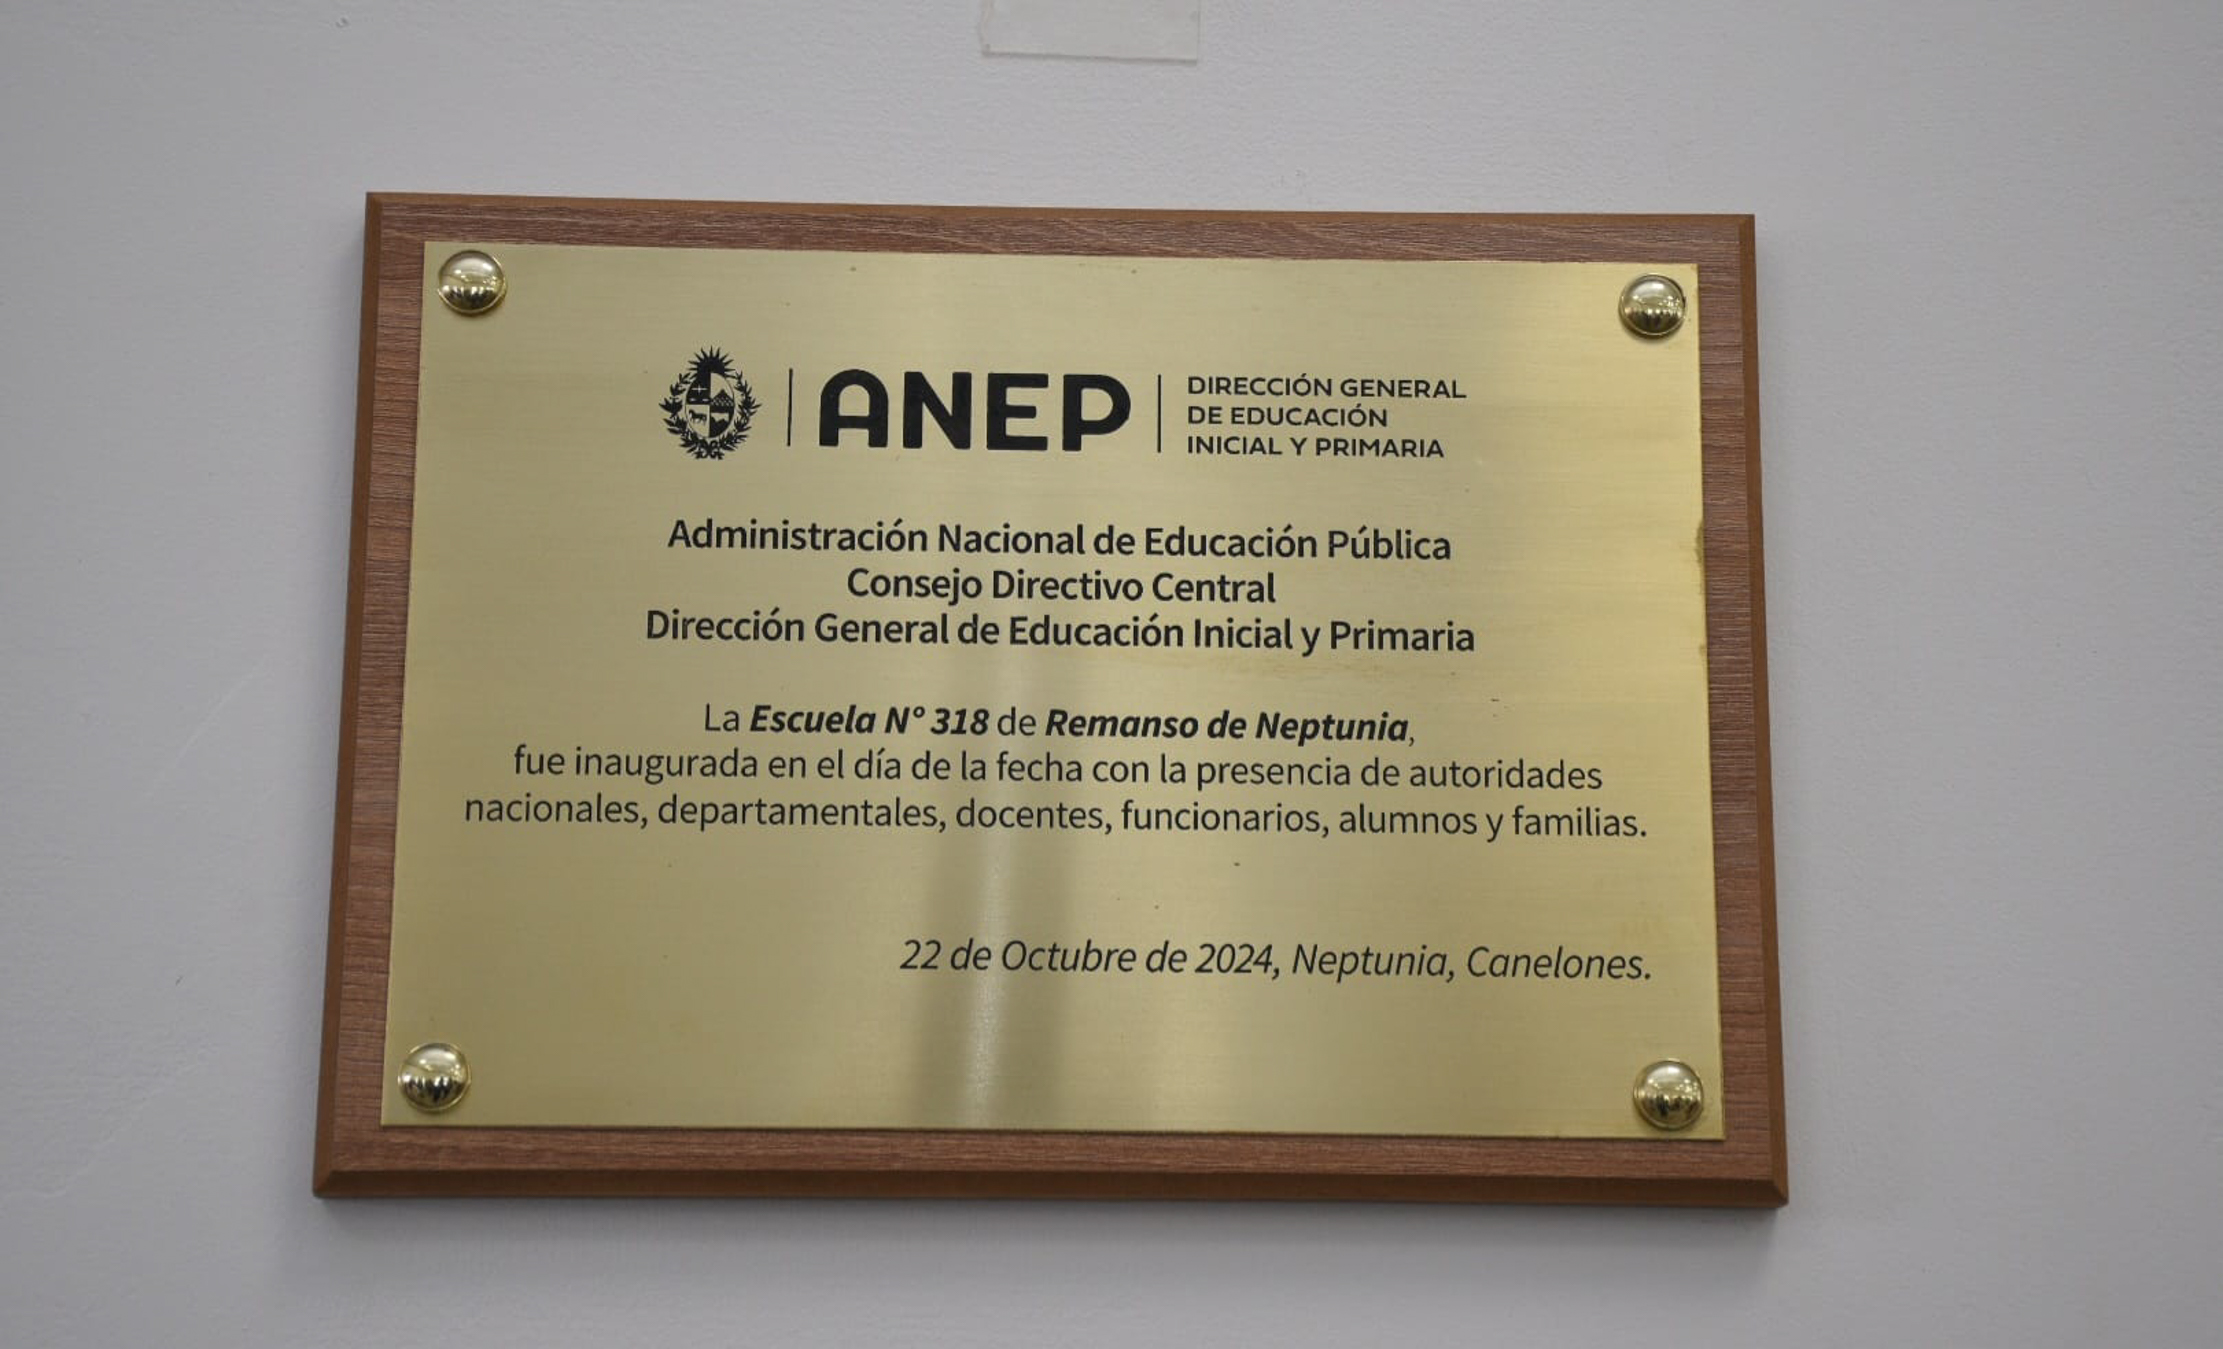 ANEP
DIRECCIÓN GENERAL
DE EDUCACIÓN
INICIAL Y PRIMARIA
Administración Nacional de Educación Pública
Consejo Directivo Central
Dirección General de Educación Inicial y Primaria
La Escuela N° 318 de Remanso de Neptunia,
fue inaugurada en el día de la fecha con la presencia de autoridades
nacionales, departamentales, docentes, funcionarios, alumnos y familias.
22 de Octubre de 2024, Neptunia, Canelones.